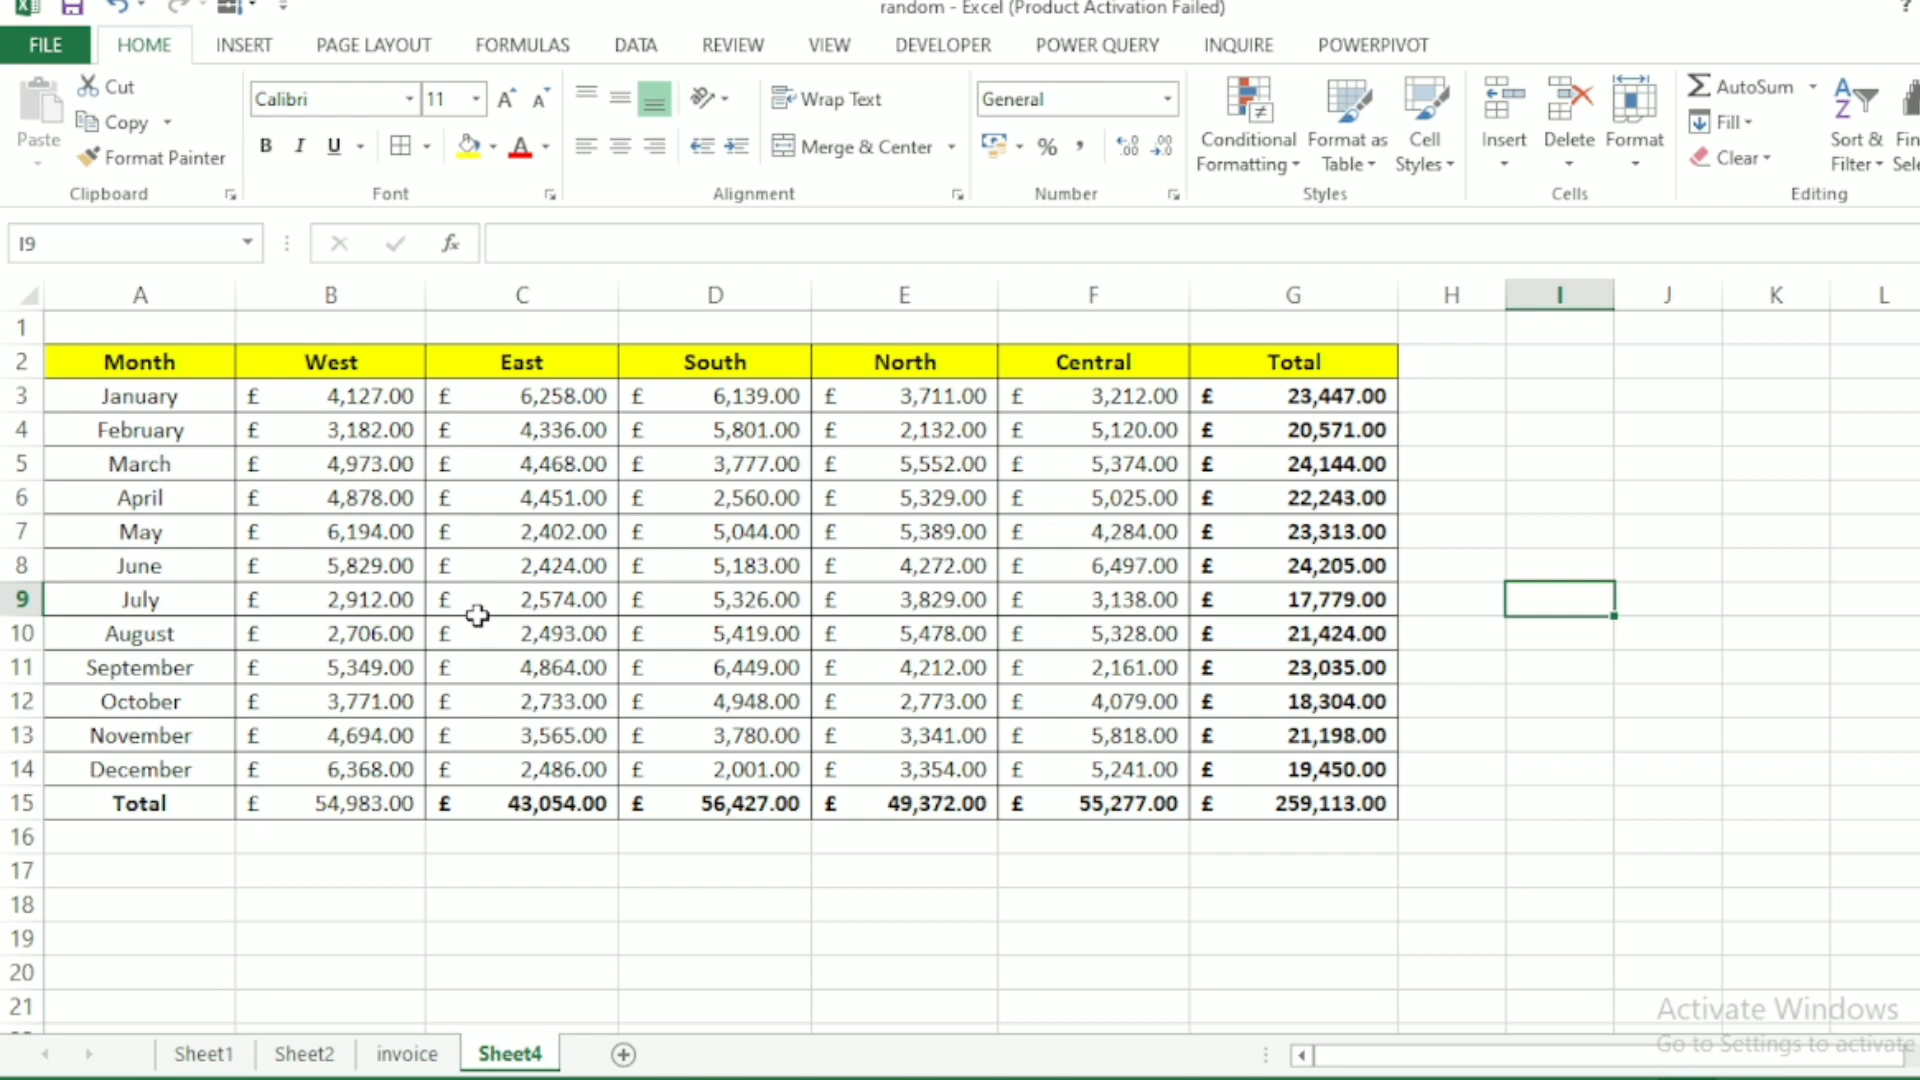 random - Excel (Product Activation Failed) ?
FILE HOME INSERT PAGE LAYOUT FORMULAS DATA REVIEW VIEW DEVELOPER POWER QUERY INQUIRE POWERPIVOT
Paste Cut
Copy
Format Painter
Clipboard
Calibri 11
B I U
Font
Wrap Text
Merge & Center
Alignment
General
% ,
Number
Conditional Formatting
Format as Table
Cell Styles
Styles
Insert Delete Format
Cells
AutoSum
Fill
Clear
Sort & Filter
Editing
I9 fx
A B C D E F G H I J K L
1
2 Month West East South North Central Total
3 January £ 4,127.00 £ 6,258.00 £ 6,139.00 £ 3,711.00 £ 3,212.00 £ 23,447.00
4 February £ 3,182.00 £ 4,336.00 £ 5,801.00 £ 2,132.00 £ 5,120.00 £ 20,571.00
5 March £ 4,973.00 £ 4,468.00 £ 3,777.00 £ 5,552.00 £ 5,374.00 £ 24,144.00
6 April £ 4,878.00 £ 4,451.00 £ 2,560.00 £ 5,329.00 £ 5,025.00 £ 22,243.00
7 May £ 6,194.00 £ 2,402.00 £ 5,044.00 £ 5,389.00 £ 4,284.00 £ 23,313.00
8 June £ 5,829.00 £ 2,424.00 £ 5,183.00 £ 4,272.00 £ 6,497.00 £ 24,205.00
9 July £ 2,912.00 £ 2,574.00 £ 5,326.00 £ 3,829.00 £ 3,138.00 £ 17,779.00
10 August £ 2,706.00 £ 2,493.00 £ 5,419.00 £ 5,478.00 £ 5,328.00 £ 21,424.00
11 September £ 5,349.00 £ 4,864.00 £ 6,449.00 £ 4,212.00 £ 2,161.00 £ 23,035.00
12 October £ 3,771.00 £ 2,733.00 £ 4,948.00 £ 2,773.00 £ 4,079.00 £ 18,304.00
13 November £ 4,694.00 £ 3,565.00 £ 3,780.00 £ 3,341.00 £ 5,818.00 £ 21,198.00
14 December £ 6,368.00 £ 2,486.00 £ 2,001.00 £ 3,354.00 £ 5,241.00 £ 19,450.00
15 Total £ 54,983.00 £ 43,054.00 £ 56,427.00 £ 49,372.00 £ 55,277.00 £ 259,113.00
16
17
18
19
20
21
Activate Windows
Go to Settings to activate
Sheet1 Sheet2 invoice Sheet4